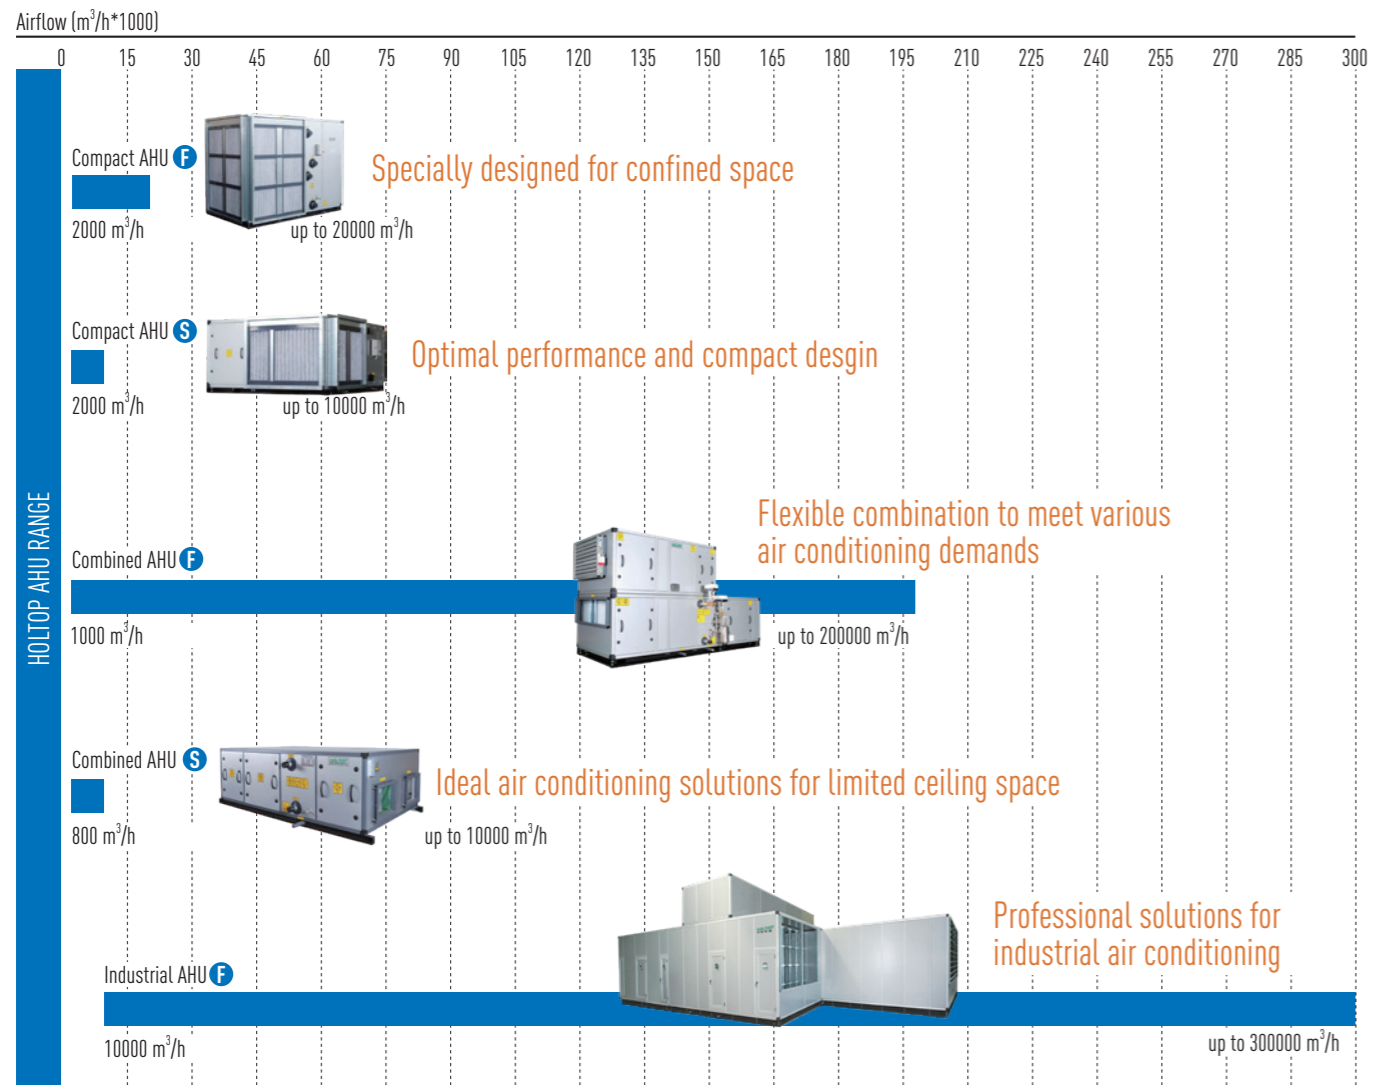 Airflow (m³/h*1000)
0 15 30 45 60 75 90 105 120 135 150 165 180 195 210 225 240 255 270 285 300
HOLTOP AHU RANGE
Compact AHU F
Specially designed for confined space
2000 m³/h
up to 20000 m³/h
Compact AHU S
Optimal performance and compact desgin
2000 m³/h
up to 10000 m³/h
Flexible combination to meet various
air conditioning demands
Combined AHU F
1000 m³/h
up to 200000 m³/h
Combined AHU S
Ideal air conditioning solutions for limited ceiling space
800 m³/h
up to 10000 m³/h
Professional solutions for
industrial air conditioning
Industrial AHU F
10000 m³/h
up to 300000 m³/h